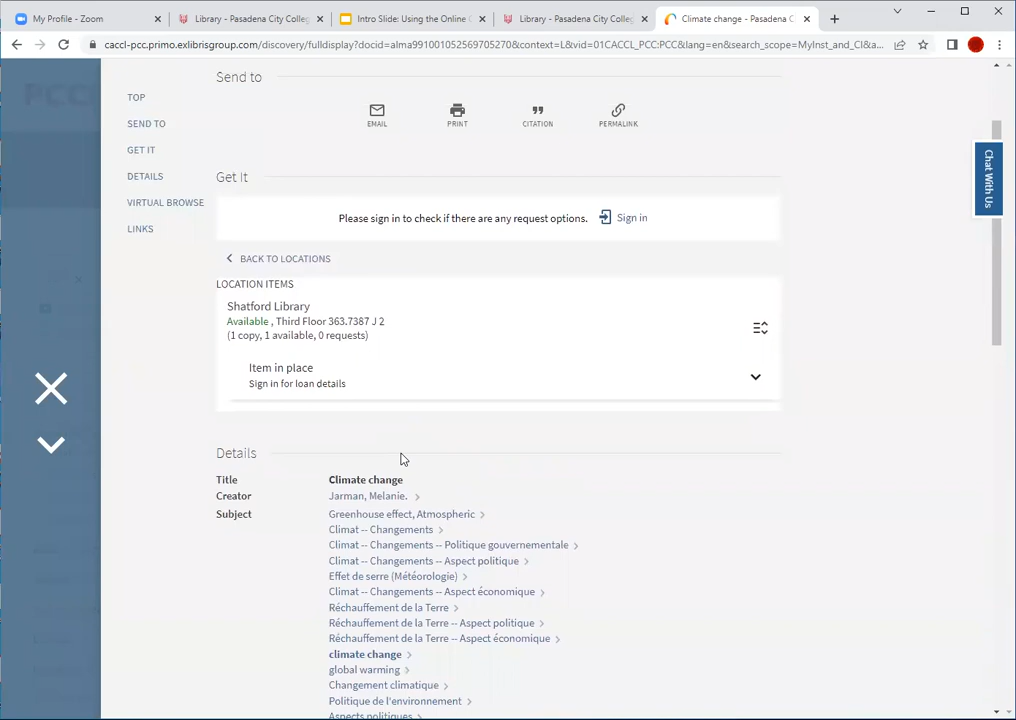 My Profile - Zoom
Library - Pasadena City Colleg
Intro Slide: Using the Online C
Library - Pasadena City College
Climate change - Pasadena C
caccl-pcc.primo.exlibrisgroup.com/discovery/fulldisplay?docid=alma991001052569705270&context=L&vid=01CACCL_PCC:PCC&lang=en&search_scope=MyInst_and_CI&a...
PCC
TOP
SEND TO
GET IT
DETAILS
VIRTUAL BROWSE
LINKS
Send to
EMAIL
PRINT
CITATION
PERMALINK
Chat With Us
Get It
Please sign in to check if there are any request options. Sign in
BACK TO LOCATIONS
LOCATION ITEMS
Shatford Library
Available , Third Floor 363.7387 J 2
(1 copy, 1 available, 0 requests)
Item in place
Sign in for loan details
Details
Title Climate change
Creator Jarman, Melanie.
Subject Greenhouse effect, Atmospheric
Climat -- Changements
Climat -- Changements -- Politique gouvernementale
Climat -- Changements -- Aspect politique
Effet de serre (Météorologie)
Climat -- Changements -- Aspect économique
Réchauffement de la Terre
Réchauffement de la Terre -- Aspect politique
Réchauffement de la Terre -- Aspect économique
climate change
global warming
Changement climatique
Politique de l'environnement
Aspects politiques